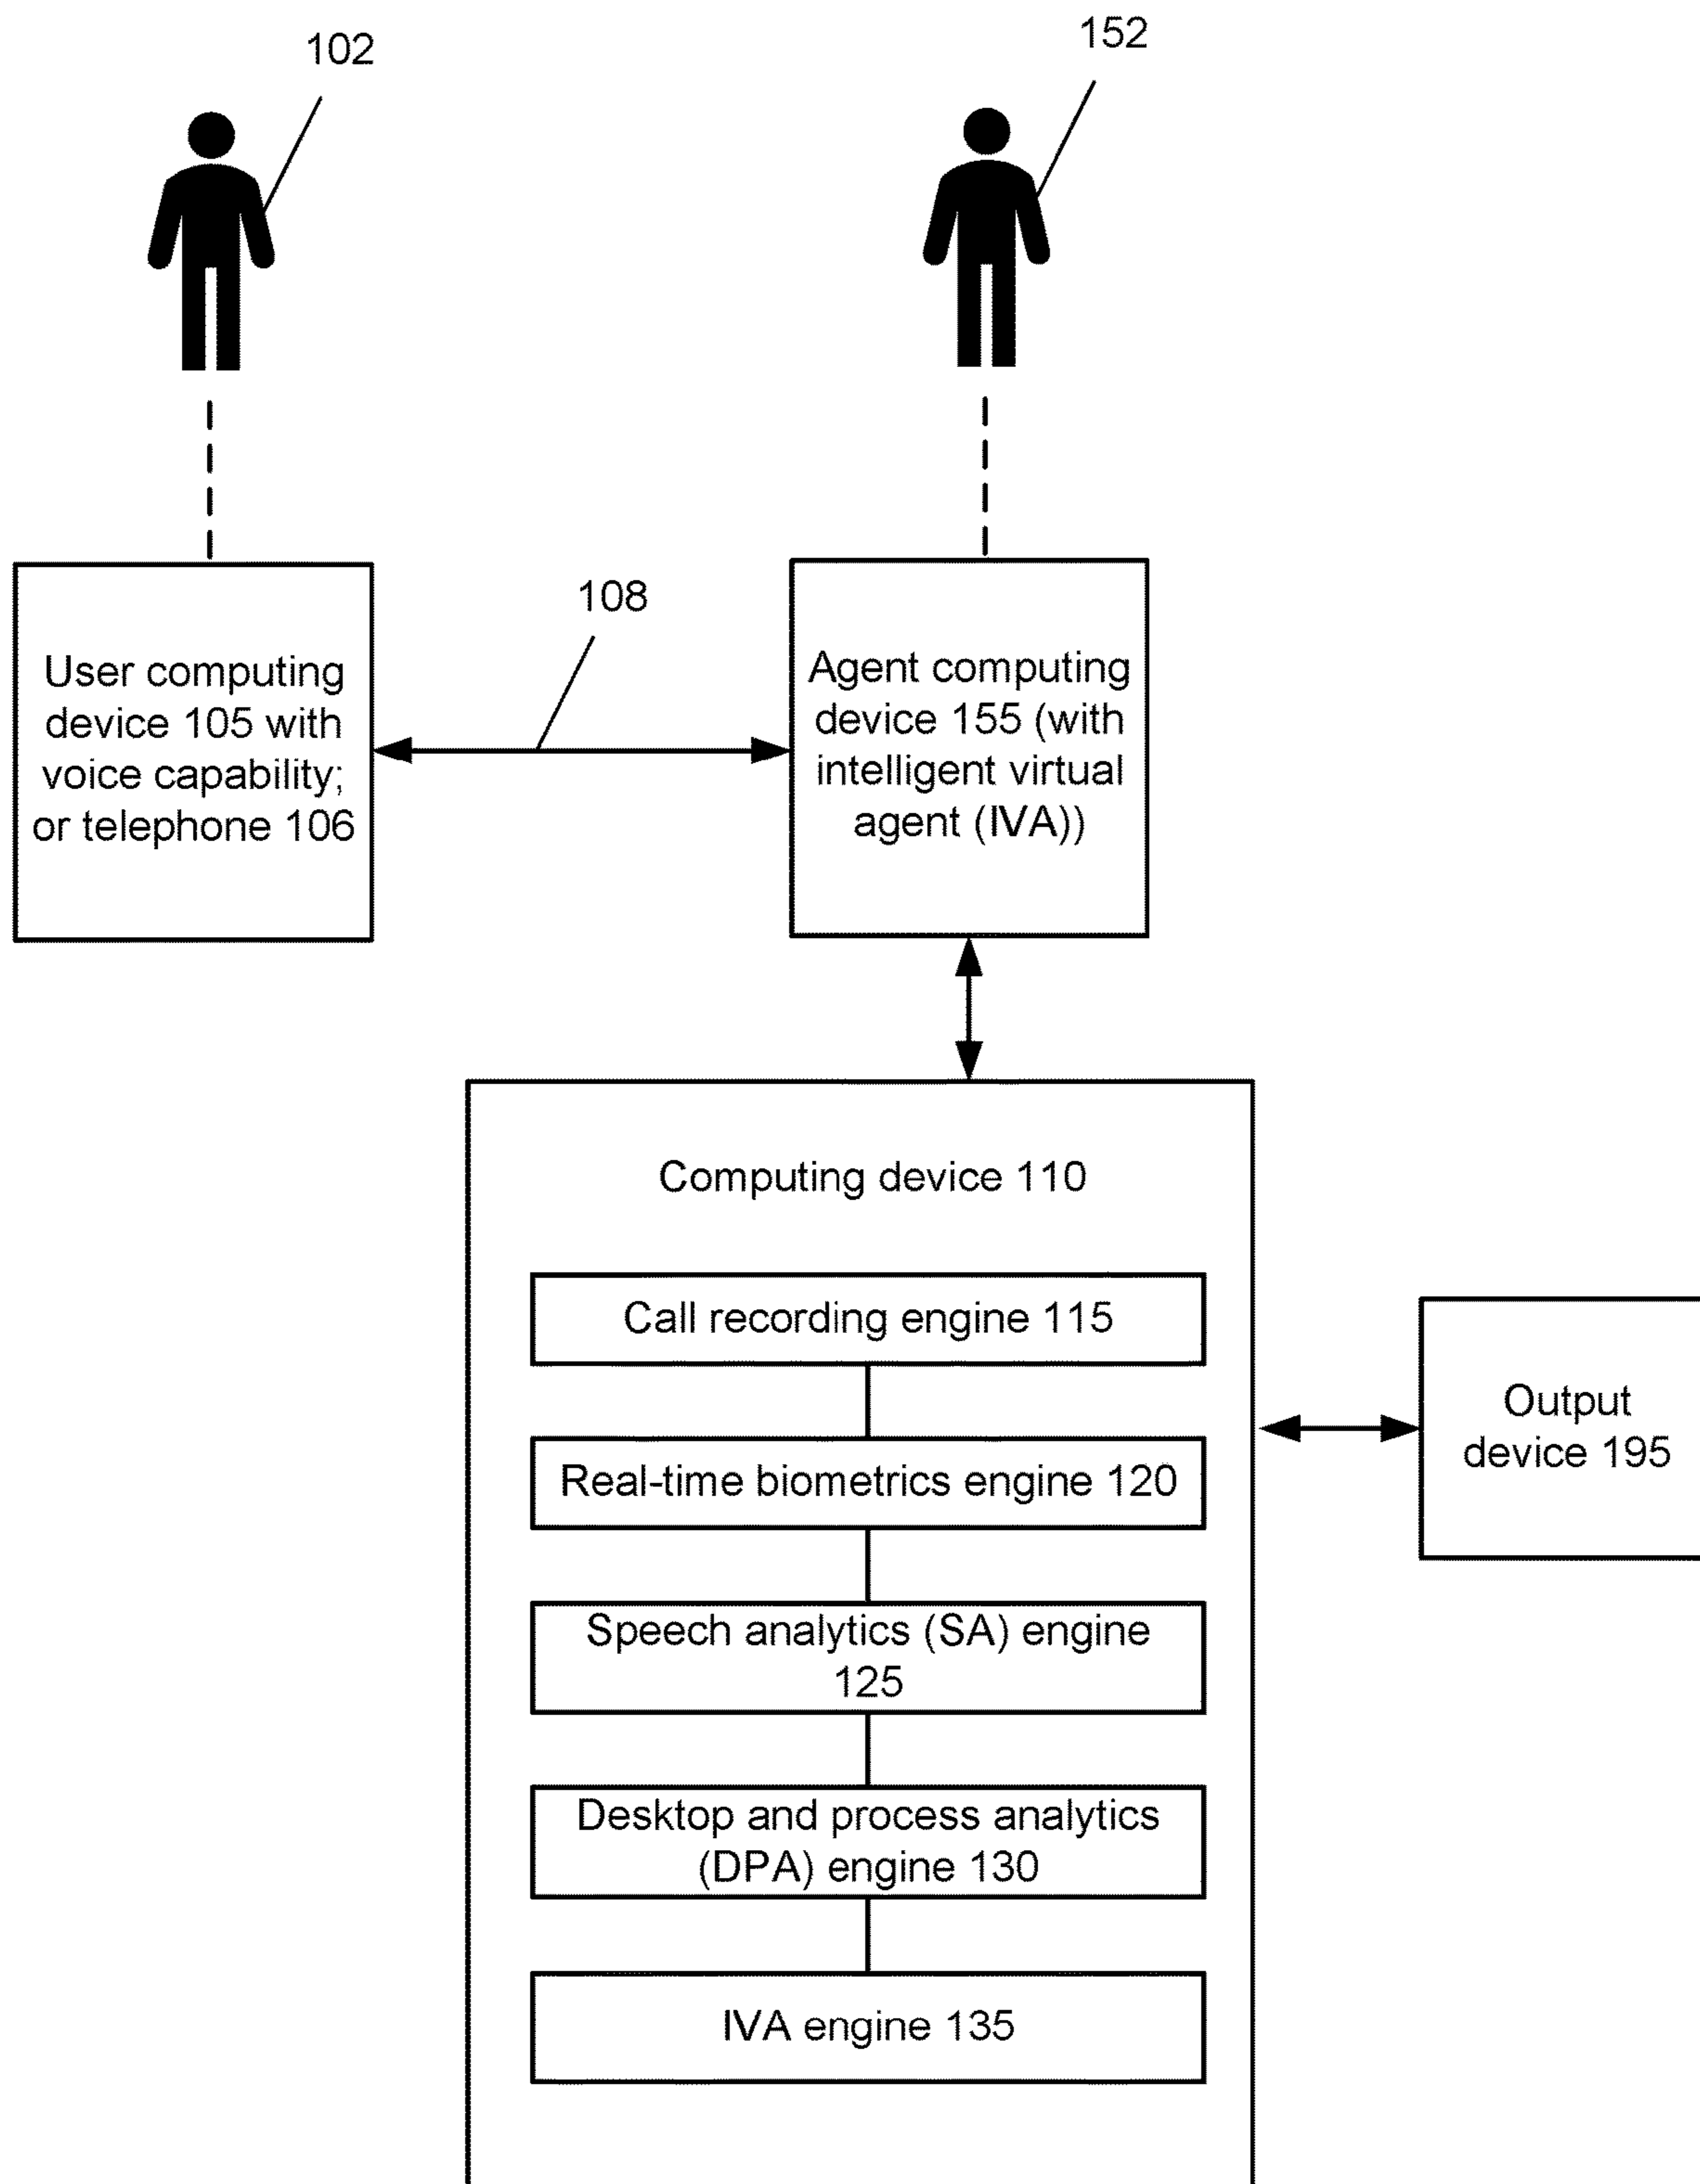 102
152
108
User computing
device 105 with
voice capability;
or telephone 106
Agent computing
device 155 (with
intelligent virtual
agent (IVA))
Computing device 110
Call recording engine 115
Real-time biometrics engine 120
Speech analytics (SA) engine
125
Desktop and process analytics
(DPA) engine 130
IVA engine 135
Output
device 195